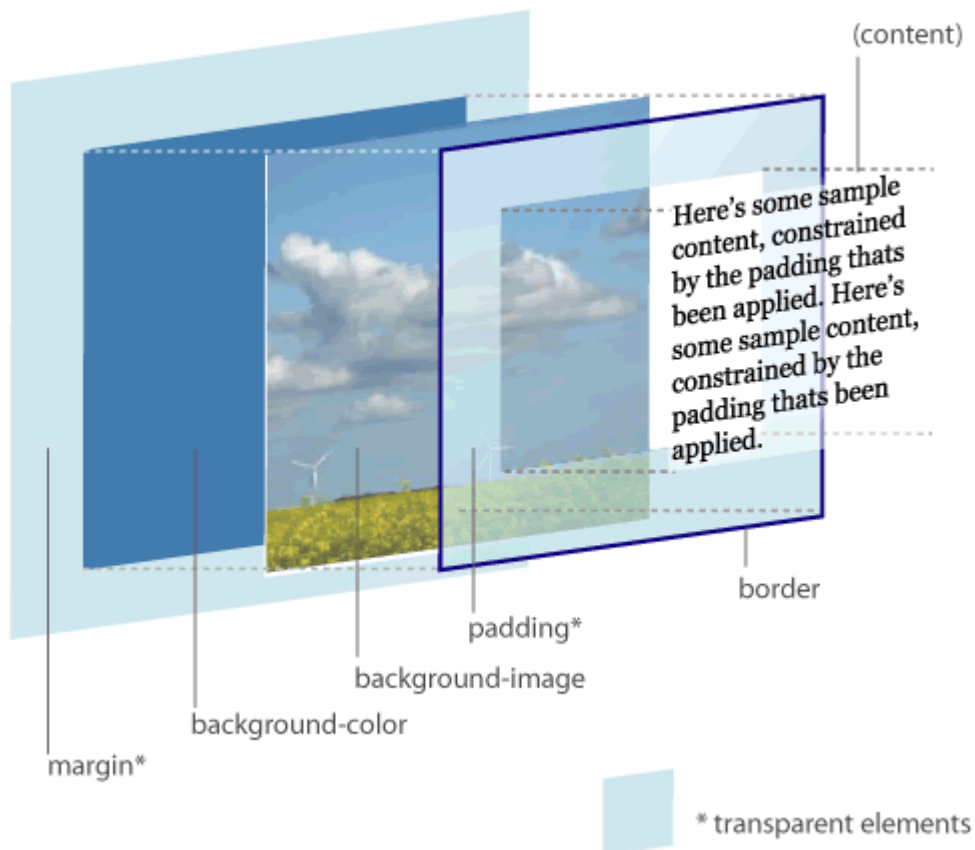 (content)
Here's some sample
content, constrained
by the padding thats
been applied. Here's
some sample content,
constrained by the
padding thats been
applied.
border
padding*
background-image
background-color
margin*
* transparent elements